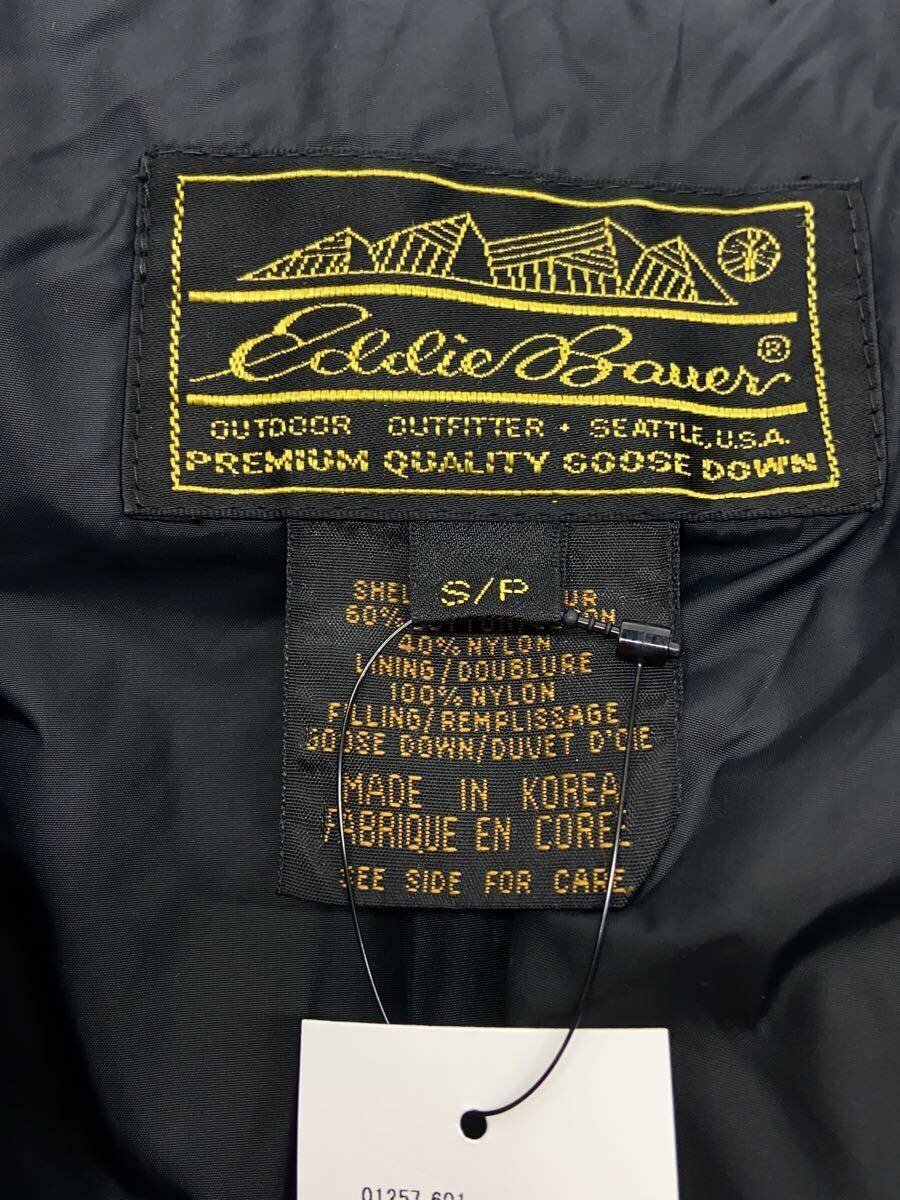 Eddie Bauer®
OUTDOOR OUTFITTER • SEATTLE, U.S.A.
PREMIUM QUALITY GOOSE DOWN
S/P
60%
40% NYLON
LINING/DOUBLURE
100% NYLON
FILLING/REMPLISSAGE
GOOSE DOWN/DUVET D'OIE
MADE IN KOREA
FABRIQUE EN COREE
SEE SIDE FOR CARE